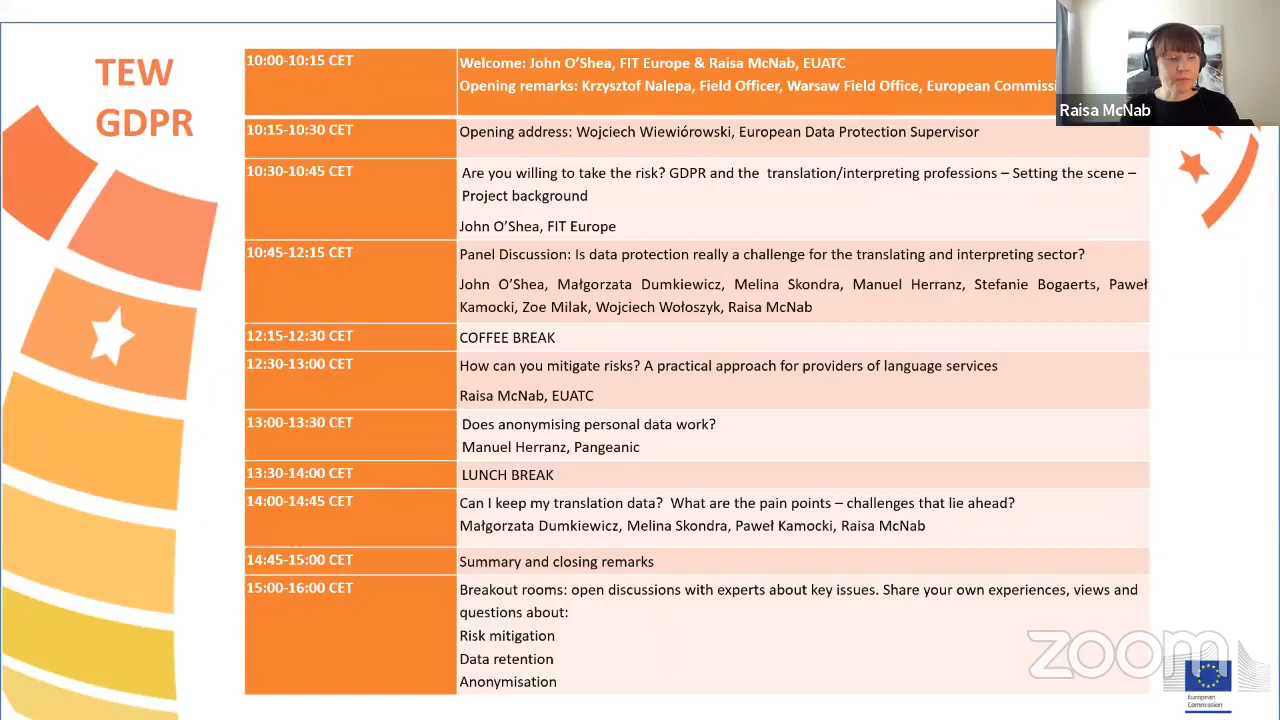 TEW
GDPR
10:00-10:15 CET
Welcome: John O’Shea, FIT Europe & Raisa McNab, EUATC
Opening remarks: Krzysztof Nalepa, Field Officer, Warsaw Field Office, European Commissi
Raisa McNab
10:15-10:30 CET
Opening address: Wojciech Wiewiórowski, European Data Protection Supervisor
10:30-10:45 CET
Are you willing to take the risk? GDPR and the translation/interpreting professions – Setting the scene –
Project background
John O’Shea, FIT Europe
10:45-12:15 CET
Panel Discussion: Is data protection really a challenge for the translating and interpreting sector?
John O’Shea, Małgorzata Dumkiewicz, Melina Skondra, Manuel Herranz, Stefanie Bogaerts, Paweł
Kamocki, Zoe Milak, Wojciech Wołoszyk, Raisa McNab
12:15-12:30 CET
COFFEE BREAK
12:30-13:00 CET
How can you mitigate risks? A practical approach for providers of language services
Raisa McNab, EUATC
13:00-13:30 CET
Does anonymising personal data work?
Manuel Herranz, Pangeanic
13:30-14:00 CET
LUNCH BREAK
14:00-14:45 CET
Can I keep my translation data? What are the pain points – challenges that lie ahead?
Małgorzata Dumkiewicz, Melina Skondra, Paweł Kamocki, Raisa McNab
14:45-15:00 CET
Summary and closing remarks
15:00-16:00 CET
Breakout rooms: open discussions with experts about key issues. Share your own experiences, views and
questions about:
Risk mitigation
Data retention
Anonymisation
zoom
European
Commission